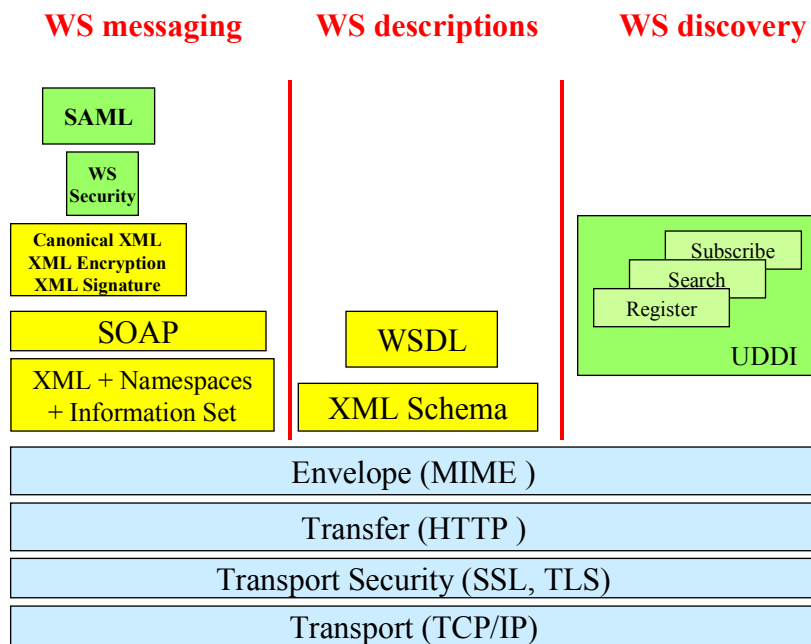 WS messaging
WS descriptions
WS discovery
SAML
WS
Security
Canonical XML
XML Encryption
XML Signature
SOAP
XML + Namespaces
+ Information Set
WSDL
XML Schema
Subscribe
Search
Register
UDDI
Envelope (MIME )
Transfer (HTTP )
Transport Security (SSL, TLS)
Transport (TCP/IP)